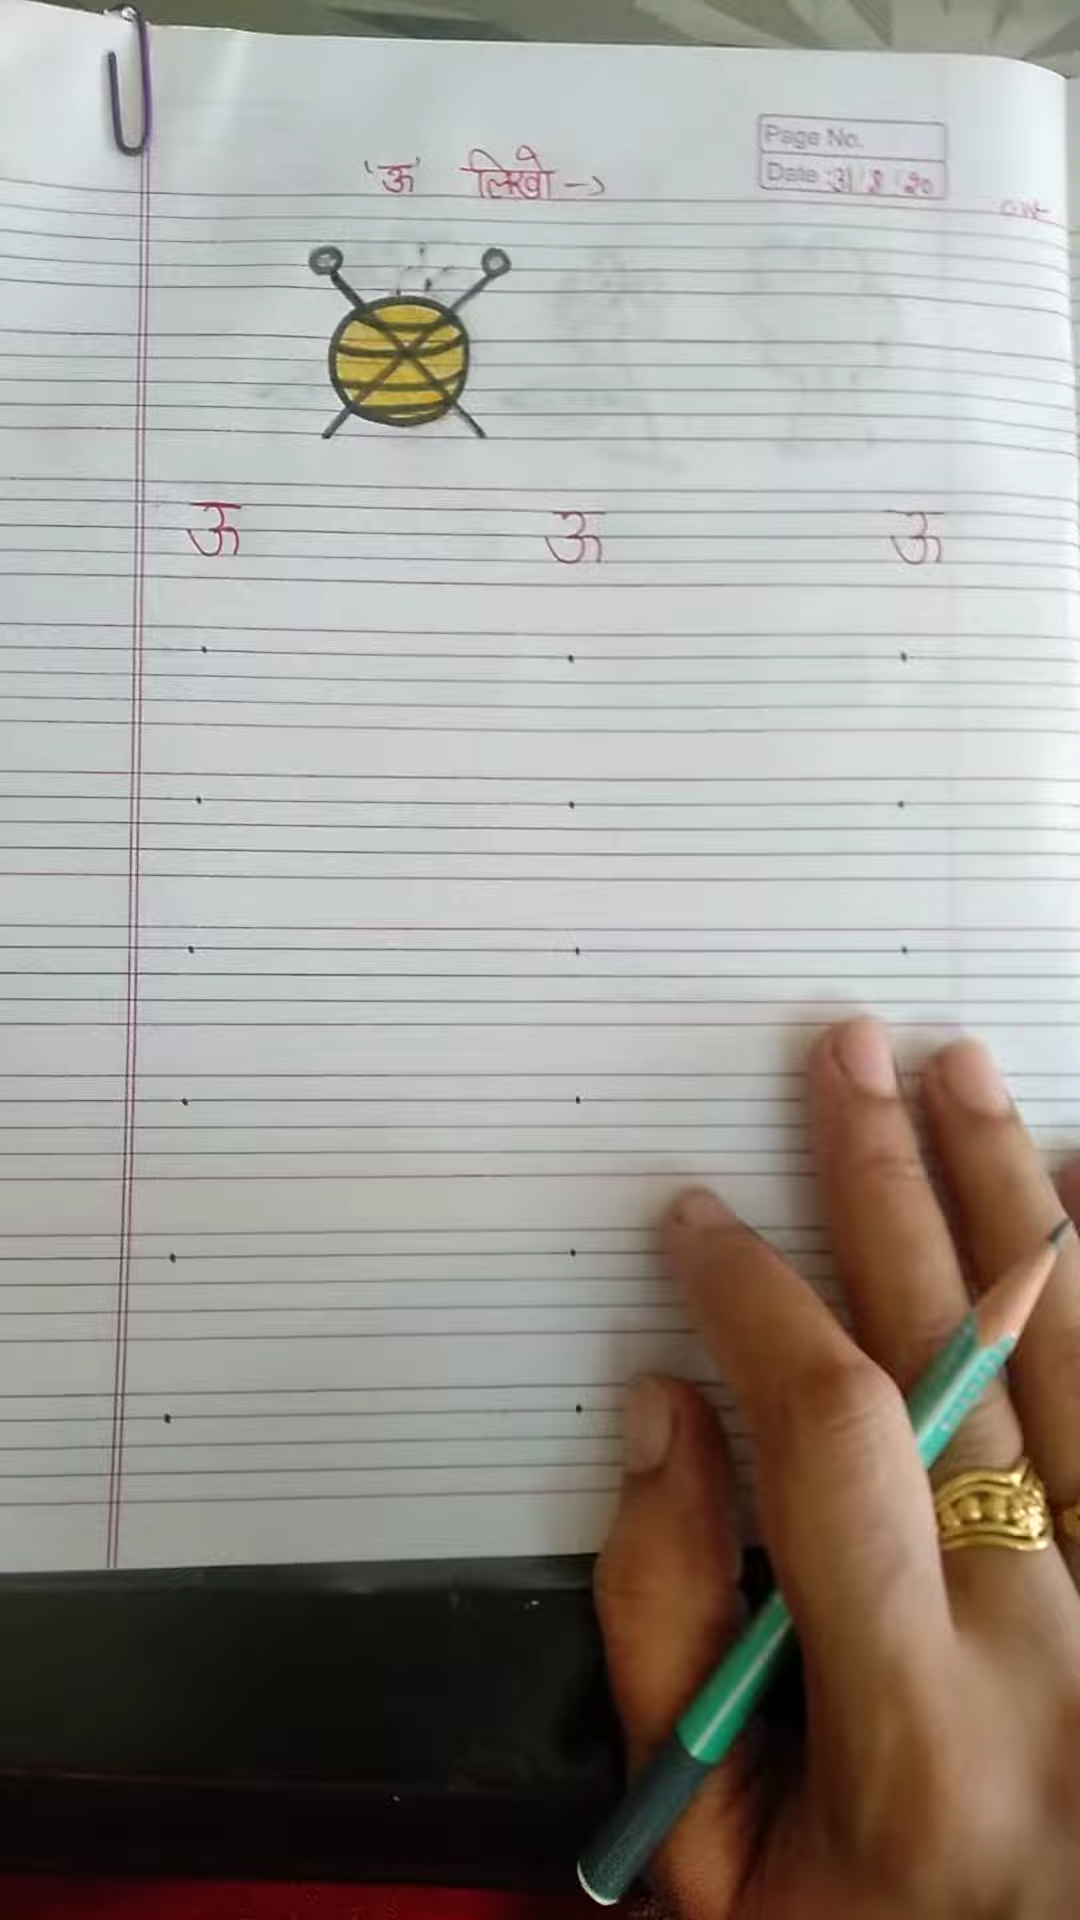 Page No.
'ऊ' लिखो →
Date : 31/8/20
C.W
ऊ ऊ ऊ